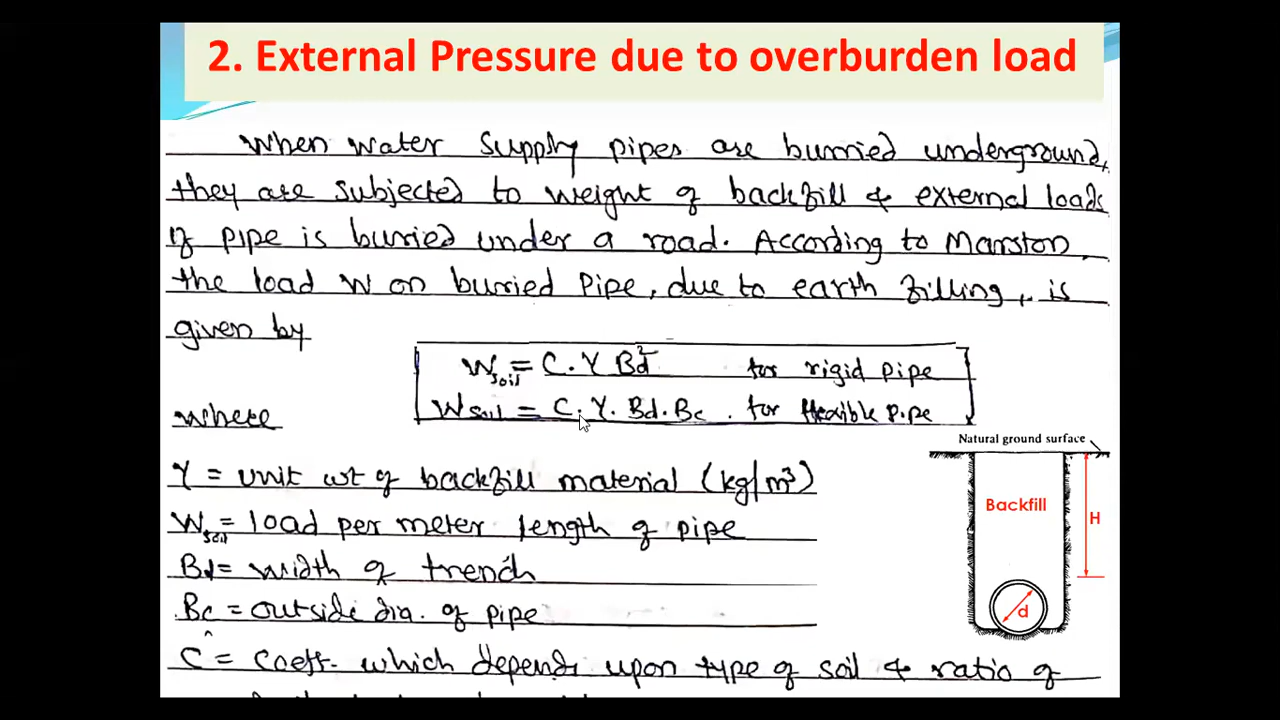 2. External Pressure due to overburden load
When water supply pipes are burried underground,
they are subjected to weight of backfill & external loads
if pipe is buried under a road. According to Marston,
the load W on buried pipe, due to earth filling, is
given by
Wsoil = C.γ Bd² for rigid pipe
where
Wsoil = C.γ.Bd.Bc. for flexible pipe
Natural ground surface
γ = unit wt of backfill material (kg/m³)
Backfill
H
Wsoil = load per meter length of pipe
Bd = width of trench
Bc = outside dia. of pipe
d
C = coeff. which depends upon type of soil & ratio of